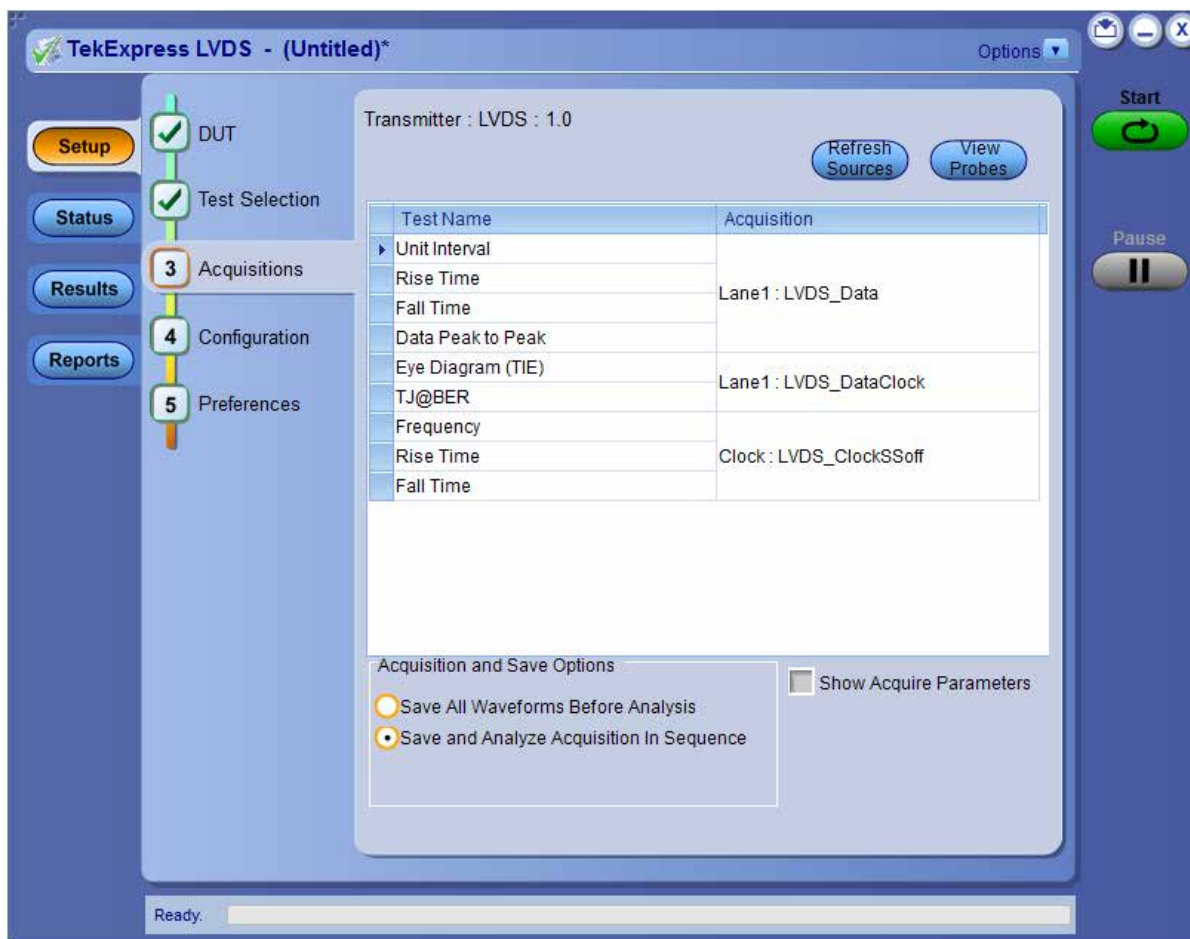 TekExpress LVDS - (Untitled)*
Options
X
Start
Pause
Setup
Status
Results
Reports
DUT
Test Selection
3 Acquisitions
4 Configuration
5 Preferences
Transmitter : LVDS : 1.0
Refresh
Sources
View
Probes
Test Name Acquisition
Unit Interval
Rise Time
Fall Time
Data Peak to Peak
Lane1 : LVDS_Data
Eye Diagram (TIE)
TJ@BER
Lane1 : LVDS_DataClock
Frequency
Rise Time
Fall Time
Clock : LVDS_ClockSSoff
Acquisition and Save Options
Save All Waveforms Before Analysis
Save and Analyze Acquisition In Sequence
Show Acquire Parameters
Ready.